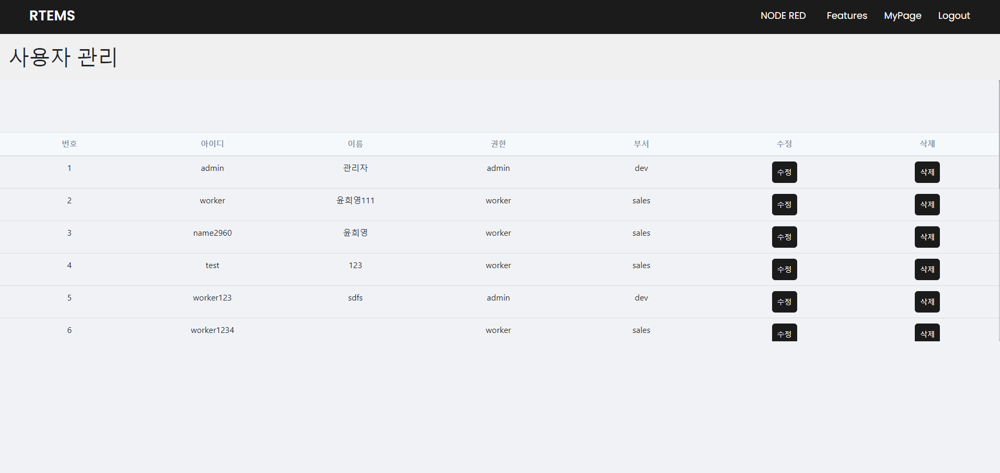 RTEMS NODE RED Features MyPage Logout
사용자 관리
번호 아이디 이름 권한 부서 수정 삭제
1 admin 관리자 admin dev 수정 삭제
2 worker 윤희영111 worker sales 수정 삭제
3 name2960 윤희영 worker sales 수정 삭제
4 test 123 worker sales 수정 삭제
5 worker123 sdfs admin dev 수정 삭제
6 worker1234 worker sales 수정 삭제